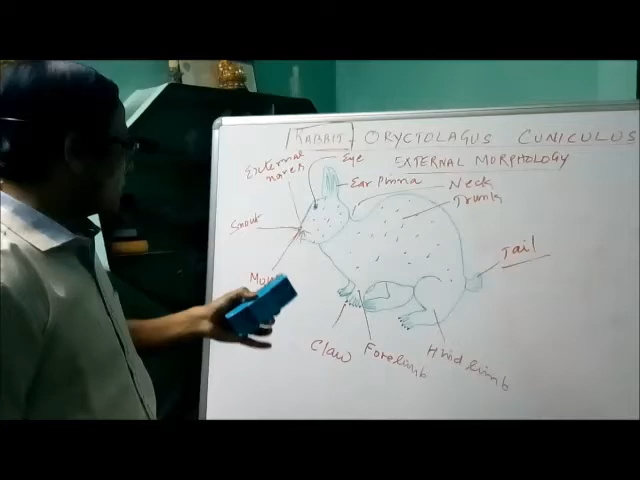 RABBIT ORYCTOLAGUS CUNICULUS
EXTERNAL MORPHOLOGY
External nares
Eye
Ear Pinna
Neck
Trunk
Snout
Tail
Claw
Forelimb
Hind limb